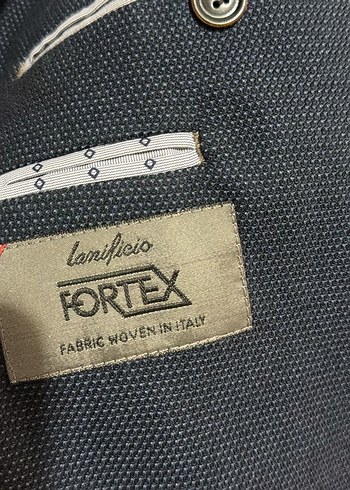 lanificio
FORTEX
FABRIC WOVEN IN ITALY